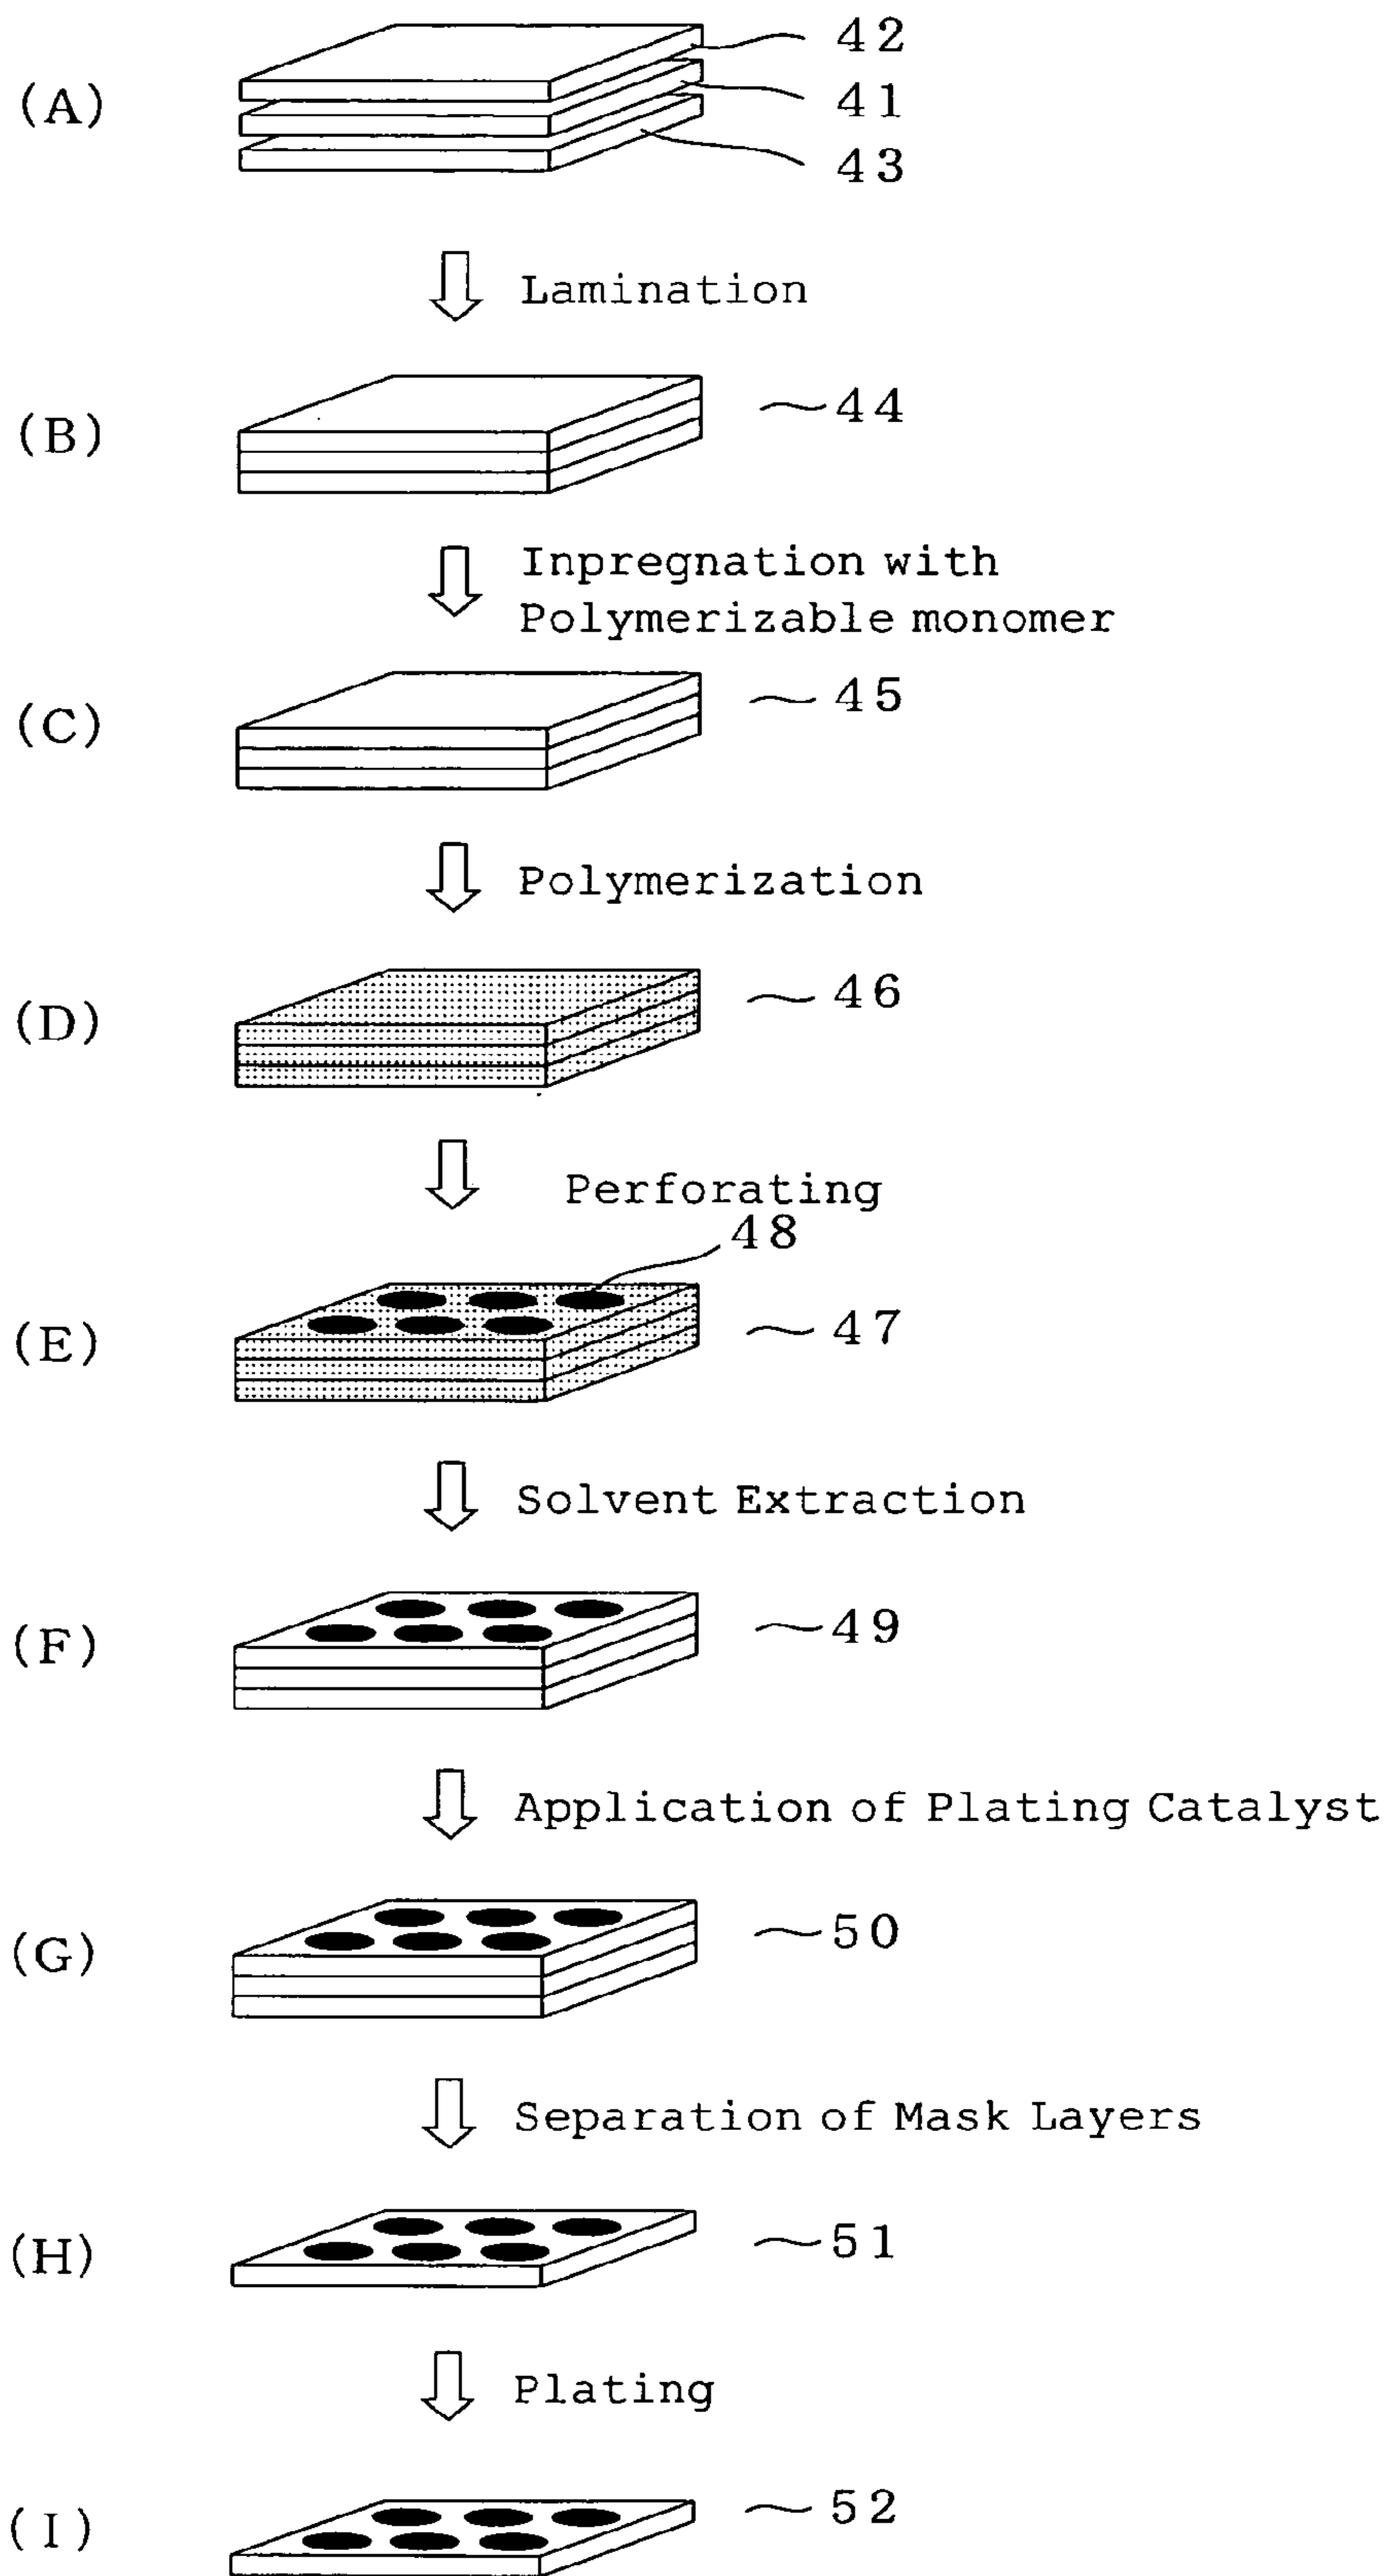 (A)
42
41
43
Lamination
(B)
44
Inpregnation with
Polymerizable monomer
(C)
45
Polymerization
(D)
46
Perforating
48
(E)
47
Solvent Extraction
(F)
49
Application of Plating Catalyst
(G)
50
Separation of Mask Layers
(H)
51
Plating
(I)
52